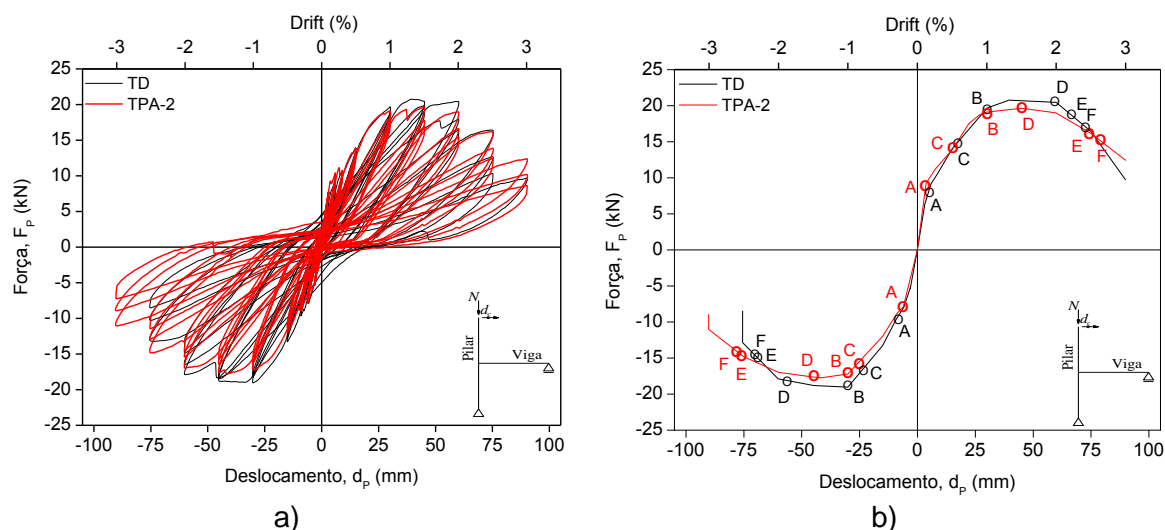 Drift (%)
-3 -2 -1 0 1 2 3
25
20
15
10
5
0
-5
-10
-15
-20
-25
Força, F_P (kN)
TD
TPA-2
N
d_P
Pilar
Viga
-100 -75 -50 -25 0 25 50 75 100
Deslocamento, d_P (mm)
a)
Drift (%)
-3 -2 -1 0 1 2 3
25
20
15
10
5
0
-5
-10
-15
-20
-25
Força, F_P (kN)
TD
TPA-2
B D
E
F
C B D
C E F
A
A
A
A
F E D B C
F E D B C
N
d_P
Pilar
Viga
-100 -75 -50 -25 0 25 50 75 100
Deslocamento, d_P (mm)
b)